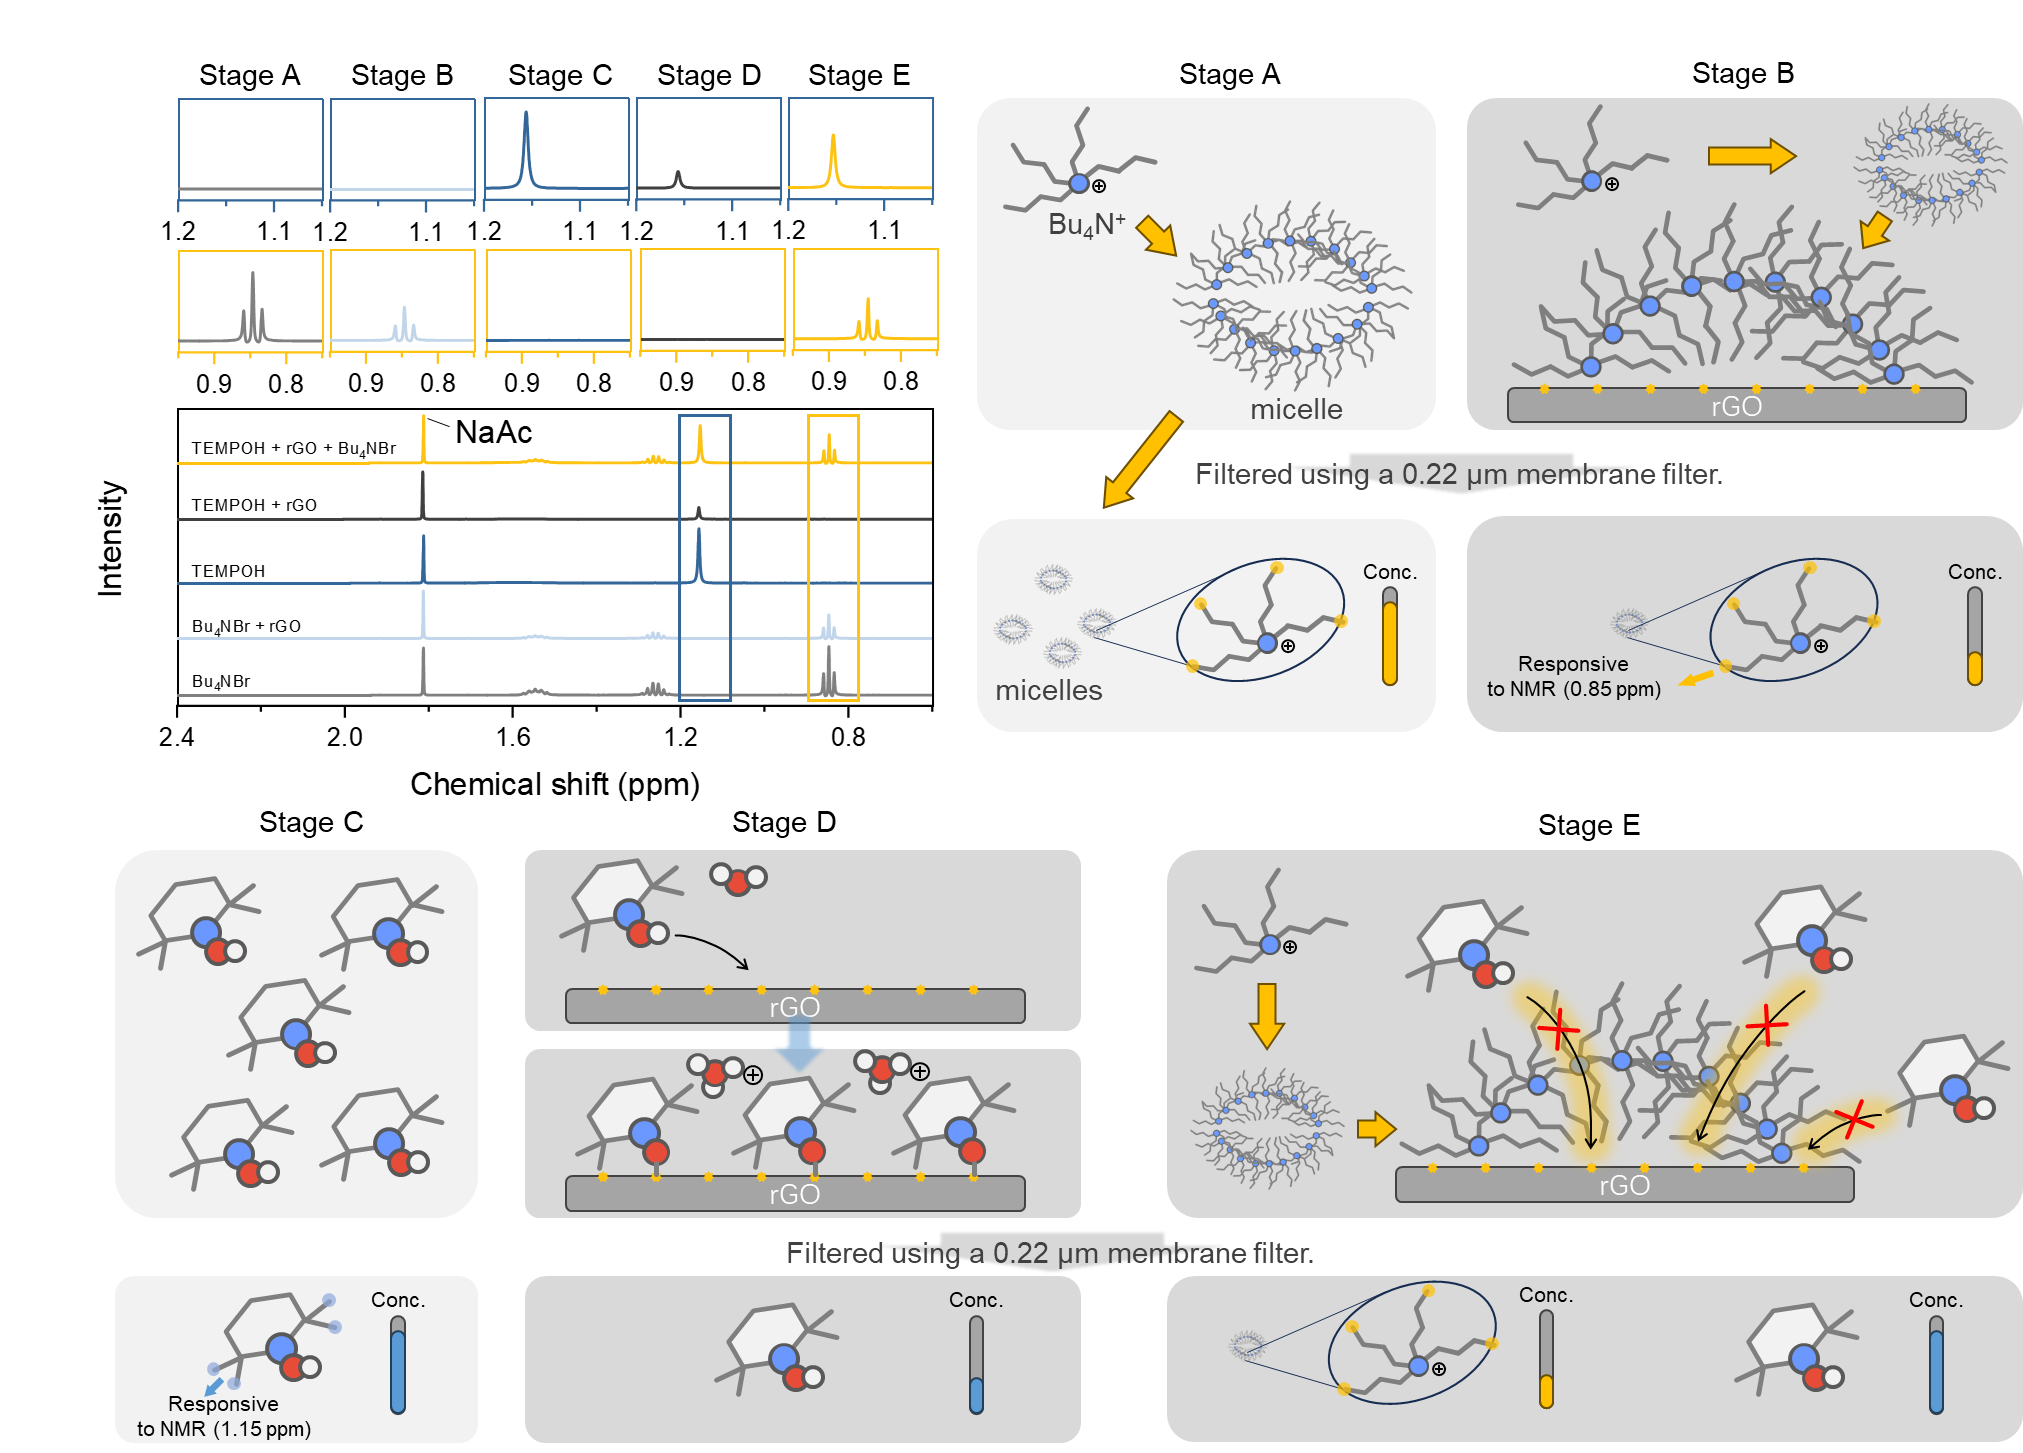 Stage A
Stage B
Stage C
Stage D
Stage E
1.2
1.1
1.2
1.1
1.2
1.1
1.2
1.1
1.2
1.1
0.9
0.8
0.9
0.8
0.9
0.8
0.9
0.8
0.9
0.8
NaAc
TEMPOH + rGO + Bu4NBr
TEMPOH + rGO
TEMPOH
Bu4NBr + rGO
Bu4NBr
Intensity
2.4
2.0
1.6
1.2
0.8
Chemical shift (ppm)
Stage A
Bu4N+
micelle
Stage B
rGO
Filtered using a 0.22 μm membrane filter.
micelles
Conc.
Responsive
to NMR (0.85 ppm)
Conc.
Stage C
Stage D
rGO
rGO
Stage E
rGO
Filtered using a 0.22 μm membrane filter.
Responsive
to NMR (1.15 ppm)
Conc.
Conc.
Conc.
Conc.